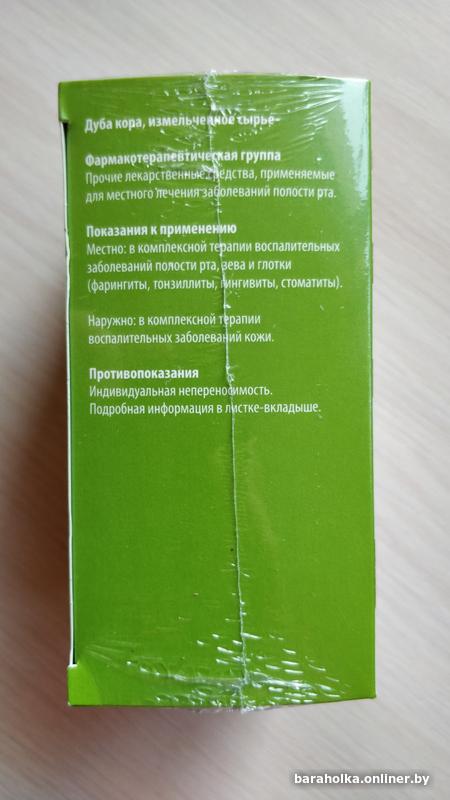 Дуба кора, измельченное сырье
Фармакотерапевтическая группа
Прочие лекарственные средства, применяемые
для местного лечения заболеваний полости рта.
Показания к применению
Местно: в комплексной терапии воспалительных
заболеваний полости рта, зева и глотки
(фарингиты, тонзиллиты, гингивиты, стоматиты).
Наружно: в комплексной терапии
воспалительных заболеваний кожи.
Противопоказания
Индивидуальная непереносимость.
Подробная информация в листке-вкладыше.
baraholka.onliner.by